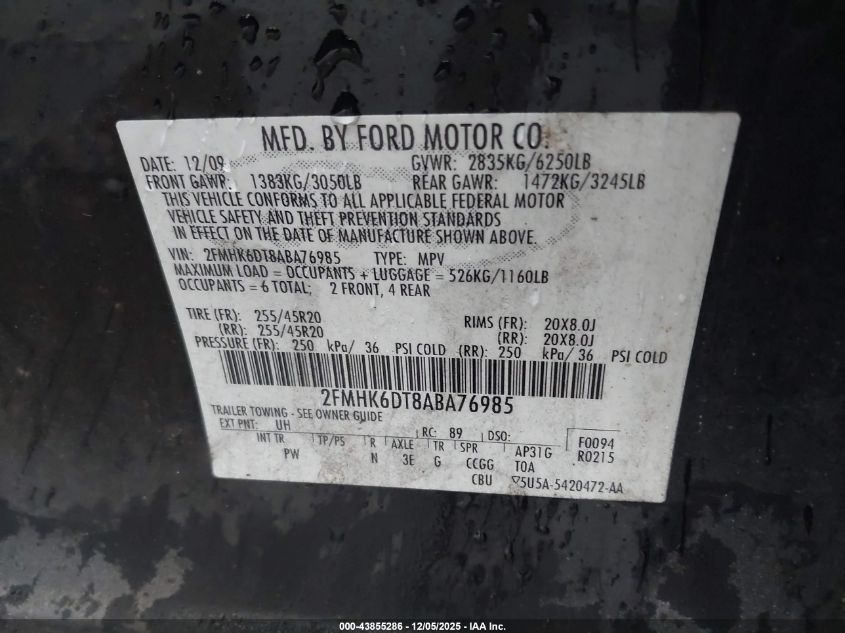 MFD. BY FORD MOTOR CO.
DATE: 12/09 GVWR: 2835KG/6250LB
FRONT GAWR: 1383KG/3050LB REAR GAWR: 1472KG/3245LB
THIS VEHICLE CONFORMS TO ALL APPLICABLE FEDERAL MOTOR
VEHICLE SAFETY AND THEFT PREVENTION STANDARDS
IN EFFECT ON THE DATE OF MANUFACTURE SHOWN ABOVE.
VIN: 2FMHK6DT8ABA76985 TYPE: MPV
MAXIMUM LOAD = OCCUPANTS + LUGGAGE = 526KG/1160LB
OCCUPANTS = 6 TOTAL; 2 FRONT, 4 REAR
TIRE (FR): 255/45R20 RIMS (FR): 20X8.0J
(RR): 255/45R20 (RR): 20X8.0J
PRESSURE (FR): 250 kPa/ 36 PSI COLD (RR): 250 kPa/ 36 PSI COLD
2FMHK6DT8ABA76985
TRAILER TOWING - SEE OWNER GUIDE
EXT PNT: UH RC: 89 DSO: F0094
INT TR TP/PS R AXLE TR SPR AP31G R0215
PW N 3E G CCGG TOA
CBU ▽5U5A-5420472-AA
000-43855286 - 12/05/2025 - IAA Inc.